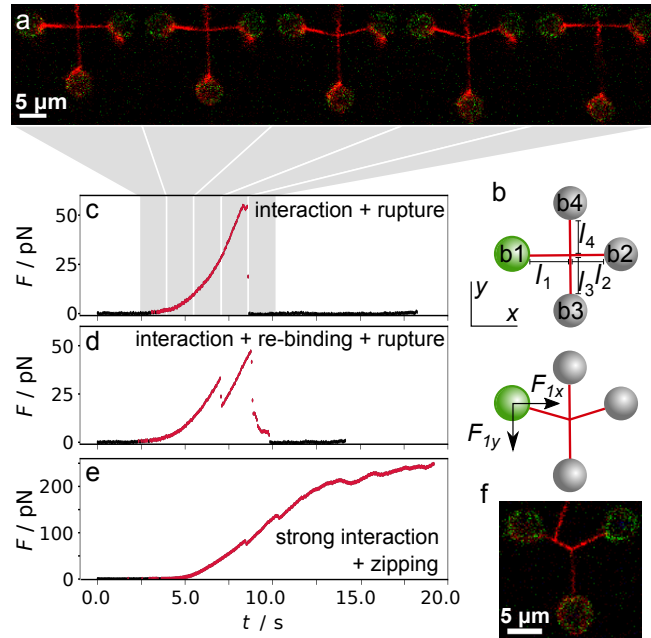 a
5 μm
c
interaction + rupture
50
25
0
F / pN
d
interaction + re-binding + rupture
50
25
0
F / pN
e
strong interaction
+ zipping
200
100
0
F / pN
0.0 5.0 10.0 15.0 20.0
t / s
b
b4
l4
b1
b2
l1
l3 l2
b3
y
x
F1x
F1y
f
5 μm